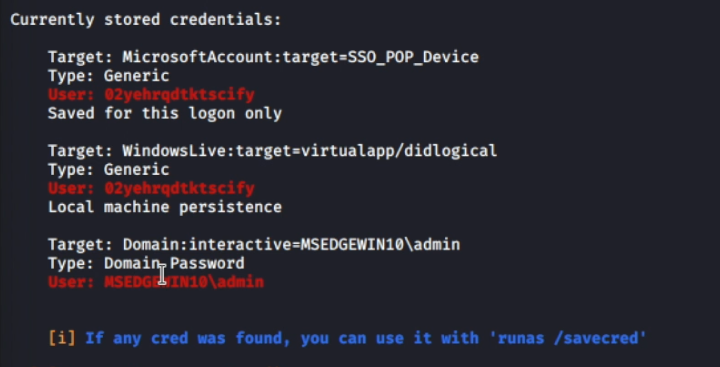 Currently stored credentials:
Target: MicrosoftAccount:target=SSO_POP_Device
Type: Generic
User: 02yehrqdtktscify
Saved for this logon only
Target: WindowsLive:target=virtualapp/didlogical
Type: Generic
User: 02yehrqdtktscify
Local machine persistence
Target: Domain:interactive=MSEDGEWIN10\admin
Type: Domain Password
User: MSEDGEWIN10\admin
[i] If any cred was found, you can use it with 'runas /savecred'